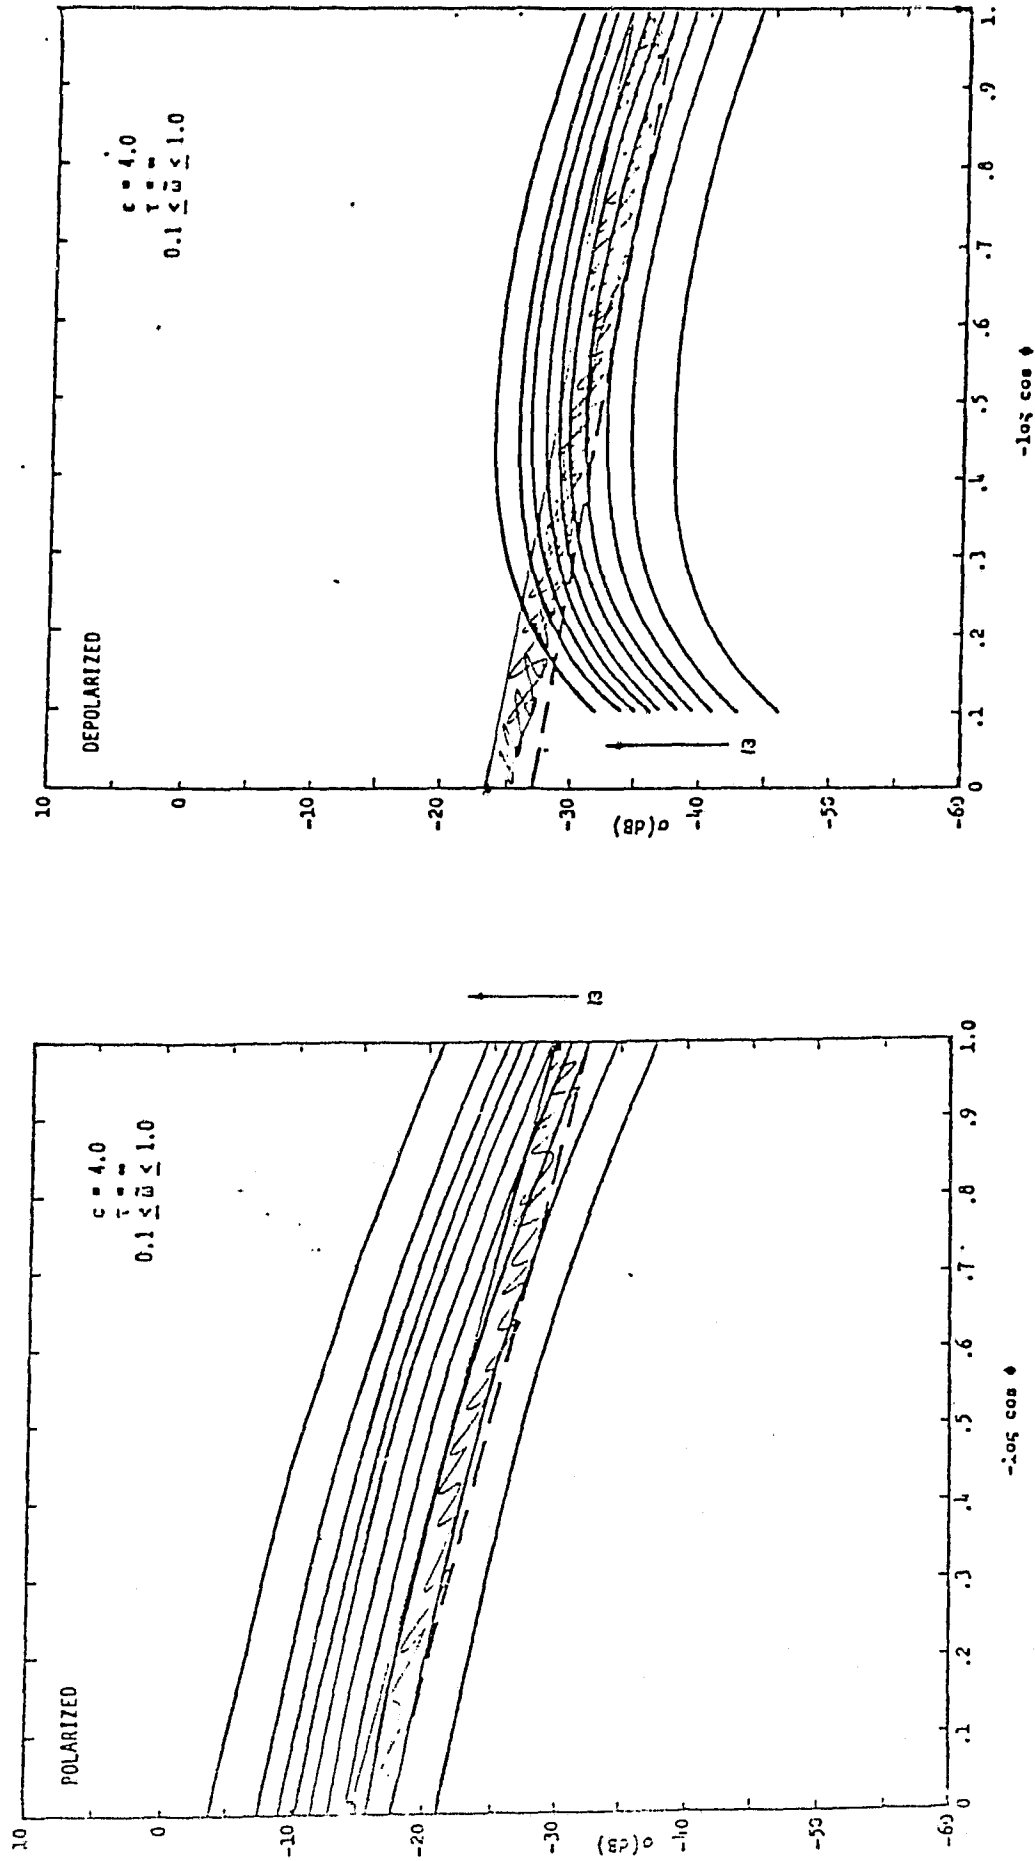 POLARIZED
ε = 4.0
τ = ∞
0.1 ≤ ω̃ ≤ 1.0
10
0
-10
-20
-30
-40
-50
-60
σ(dB)
0 .1 .2 .3 .4 .5 .6 .7 .8 .9 1.0
-log cos φ
ω̃
DEPOLARIZED
ε = 4.0
τ = ∞
0.1 ≤ ω̃ ≤ 1.0
10
0
-10
-20
-30
-40
-50
-60
σ(dB)
0 .1 .2 .3 .4 .5 .6 .7 .8 .9 1.
-log cos φ
ω̃